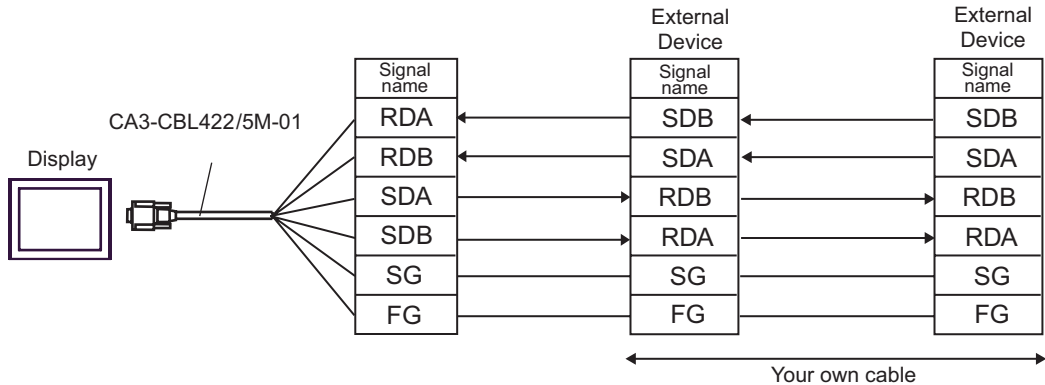 External
Device
External
Device
Signal
name
Signal
name
Signal
name
CA3-CBL422/5M-01
Display
RDA
SDB
SDB
RDB
SDA
SDA
SDA
RDB
RDB
SDB
RDA
RDA
SG
SG
SG
FG
FG
FG
Your own cable